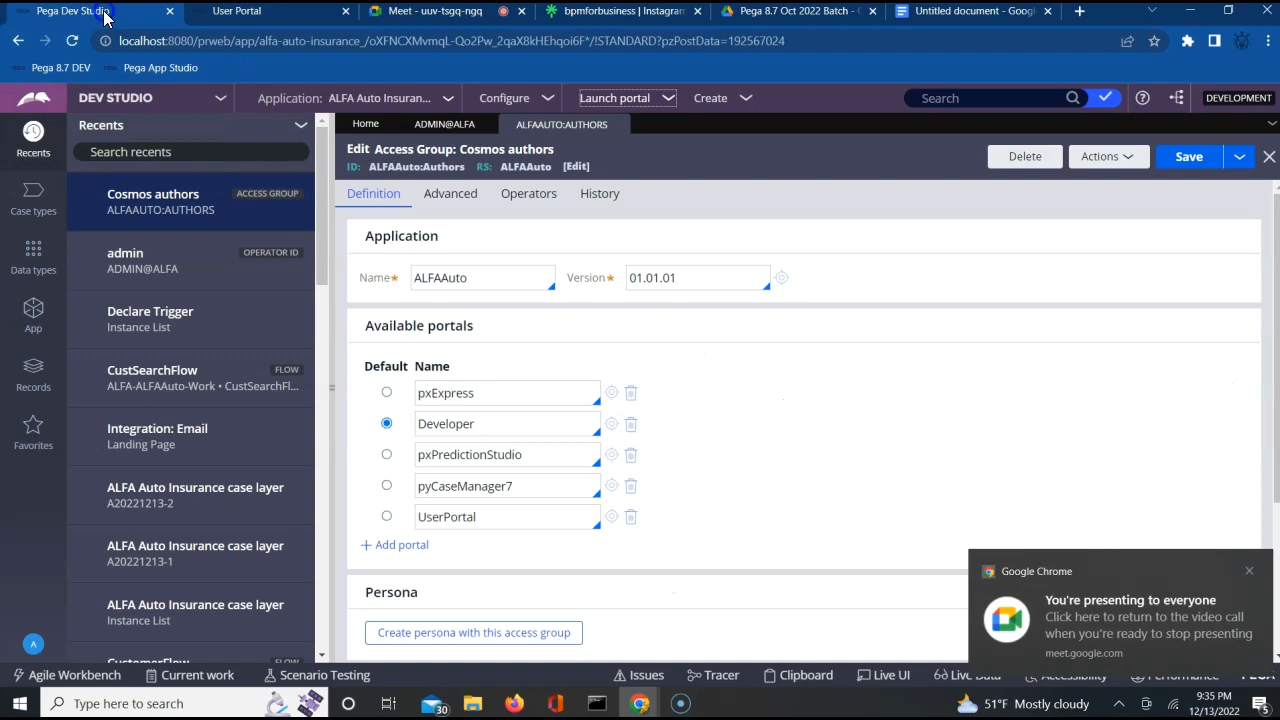 Pega Dev Studio
User Portal
Meet - uuv-tsgq-ngq
bpmforbusiness | Instagram
Pega 8.7 Oct 2022 Batch -
Untitled document - Googl
localhost:8080/prweb/app/alfa-auto-insurance_/oXFNCXMvmqL-Qo2Pw_2qaX8kHEhqoi6F*/!STANDARD?pzPostData=192567024
Pega 8.7 DEV
Pega App Studio
DEV STUDIO
Application: ALFA Auto Insuran...
Configure
Launch portal
Create
Search
DEVELOPMENT
Recents
Case types
Data types
App
Records
Favorites
A
Recents
Search recents
Cosmos authors ACCESS GROUP
ALFAAUTO:AUTHORS
admin OPERATOR ID
ADMIN@ALFA
Declare Trigger
Instance List
CustSearchFlow FLOW
ALFA-ALFAAuto-Work • CustSearchFl...
Integration: Email
Landing Page
ALFA Auto Insurance case layer
A20221213-2
ALFA Auto Insurance case layer
A20221213-1
ALFA Auto Insurance case layer
Instance List
CustomerFlow FLOW
Home
ADMIN@ALFA
ALFAAUTO:AUTHORS
Edit Access Group: Cosmos authors
ID: ALFAAuto:Authors RS: ALFAAuto [Edit]
Delete
Actions
Save
Definition
Advanced
Operators
History
Application
Name★ ALFAAuto Version★ 01.01.01
Available portals
Default Name
pxExpress
Developer
pxPredictionStudio
pyCaseManager7
UserPortal
+ Add portal
Persona
Create persona with this access group
Google Chrome
You're presenting to everyone
Click here to return to the video call
when you're ready to stop presenting
meet.google.com
Agile Workbench
Current work
Scenario Testing
Issues
Tracer
Clipboard
Live UI
Live Data
Accessibility
Performance
PEGA
Type here to search
30
51°F Mostly cloudy
9:35 PM
12/13/2022
5